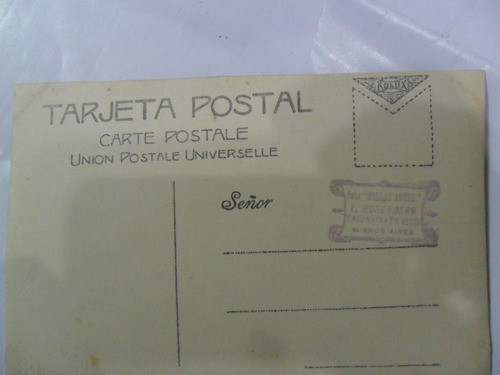 TARJETA POSTAL
CARTE POSTALE
UNION POSTALE UNIVERSELLE
Señor
BUENOS AIRES